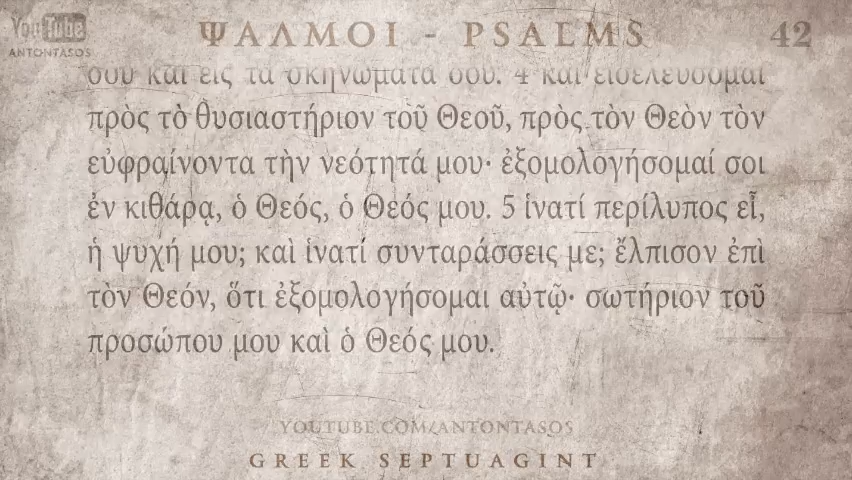 YouTube
ANTONTASOS
ΨΑΛΜΟΙ - PSALMS
42
σου καὶ εἰς τὰ σκηνώματά σου. 4 καὶ εἰσελεύσομαι
πρὸς τὸ θυσιαστήριον τοῦ Θεοῦ, πρὸς τὸν Θεὸν τὸν
εὐφραίνοντα τὴν νεότητά μου· ἐξομολογήσομαί σοι
ἐν κιθάρᾳ, ὁ Θεός, ὁ Θεός μου. 5 ἱνατί περίλυπος εἶ,
ἡ ψυχή μου; καὶ ἱνατί συνταράσσεις με; ἔλπισον ἐπὶ
τὸν Θεόν, ὅτι ἐξομολογήσομαι αὐτῷ· σωτήριον τοῦ
προσώπου μου καὶ ὁ Θεός μου.
YOUTUBE.COM/ANTONTASOS
GREEK SEPTUAGINT